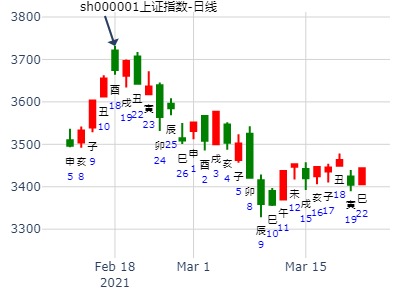 sh000001上证指数-日线
3800
3700
3600
3500
3400
3300
申
5
亥
8
子
9
丑
10
酉
18
戌
19
丑
22
寅
23
卯
24
辰
25
巳
26
申
1
酉
2
戌
3
亥
4
子
5
卯
8
辰
9
巳
10
午
11
未
12
戌
15
亥
16
子
17
丑
18
寅
19
巳
22
Feb 18
2021
Mar 1
Mar 15